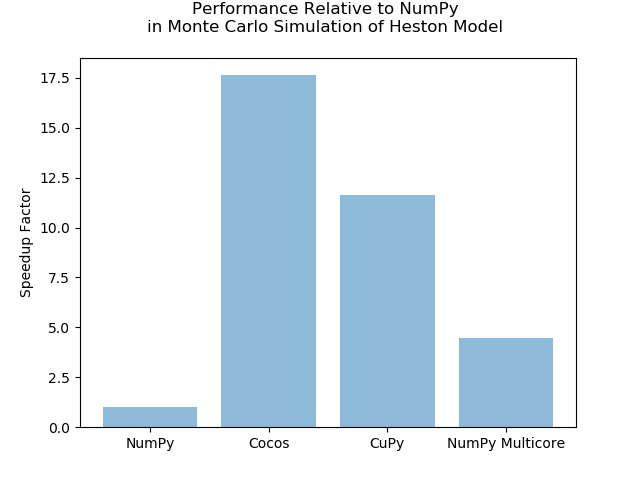 Performance Relative to NumPy
in Monte Carlo Simulation of Heston Model
Speedup Factor
17.5
15.0
12.5
10.0
7.5
5.0
2.5
0.0
NumPy
Cocos
CuPy
NumPy Multicore